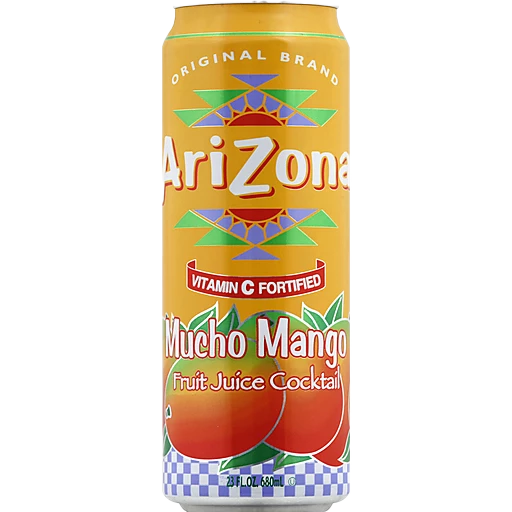 ORIGINAL BRAND
AriZona
VITAMIN C FORTIFIED
Mucho Mango
Fruit Juice Cocktail
23 FL.OZ. 680mL